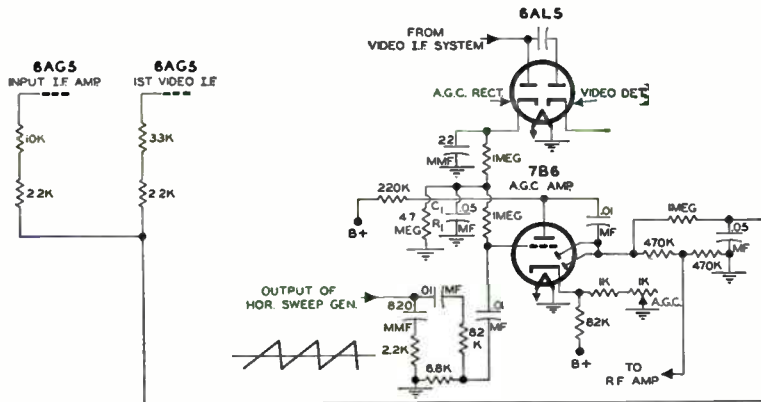 6AL5
FROM
VIDEO I.F SYSTEM
6AG5
INPUT I.F. AMP.
6AG5
1ST VIDEO I.F
A.G.C. RECT.
VIDEO DET.
10K
33K
22
MMF
1MEG
7B6
A.G.C. AMP.
2.2K
2.2K
220K
B+
C1
.05
MF
R1
47
MEG
1MEG
.01
MF
1MEG
.05
MF
470K
470K
OUTPUT OF
HOR. SWEEP GEN.
.01
MF
820
MMF
2.2K
82
K
6.8K
.01
MF
1K
1K
A.G.C.
82K
B+
TO
R.F AMP